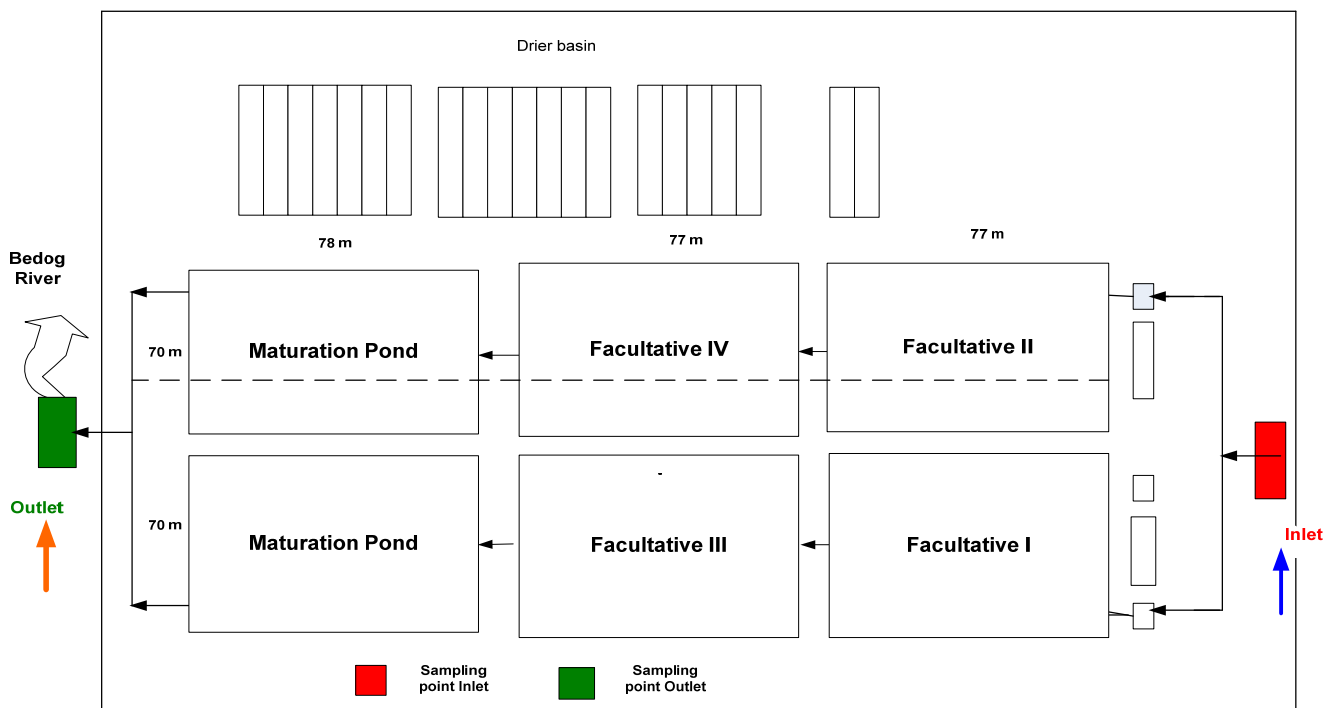 Drier basin
78 m
77 m
77 m
Bedog
River
70 m
Maturation Pond
Facultative IV
Facultative II
-
Outlet
70 m
Maturation Pond
Facultative III
Facultative I
Inlet
Sampling
point Inlet
Sampling
point Outlet